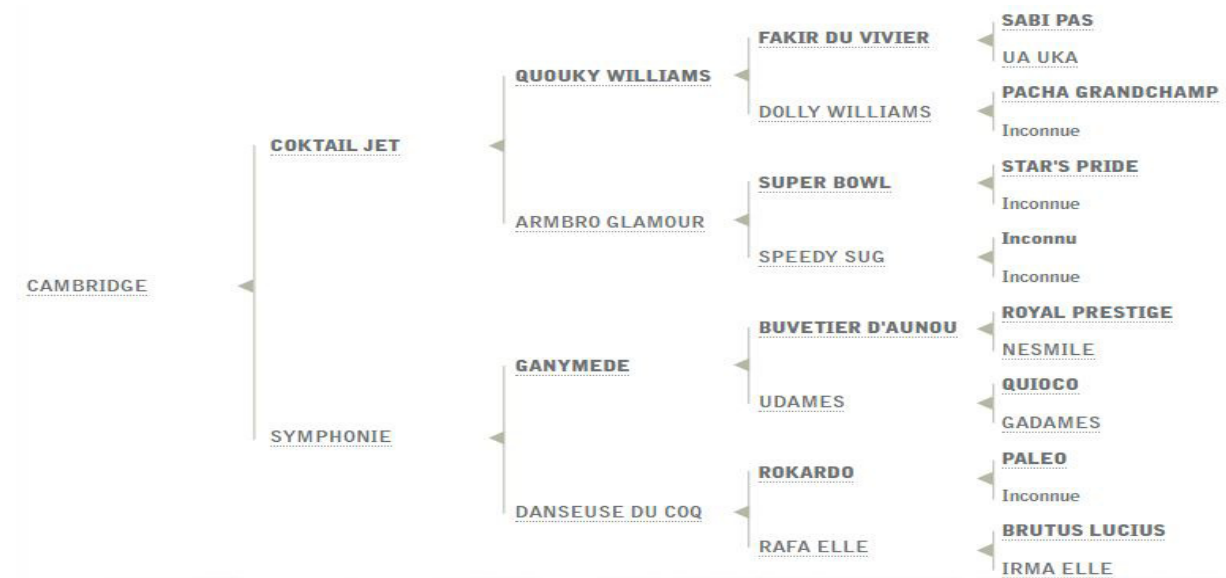 SABI PAS
FAKIR DU VIVIER
UA UKA
QUOUKY WILLIAMS
PACHA GRANDCHAMP
DOLLY WILLIAMS
Inconnue
COKTAIL JET
STAR'S PRIDE
SUPER BOWL
Inconnue
ARMBRO GLAMOUR
Inconnu
SPEEDY SUG
Inconnue
CAMBRIDGE
ROYAL PRESTIGE
BUVETIER D'AUNOU
NESMILE
GANYMEDE
QUIOCO
UDAMES
GADAMES
SYMPHONIE
PALEO
ROKARDO
Inconnue
DANSEUSE DU COQ
BRUTUS LUCIUS
RAFA ELLE
IRMA ELLE